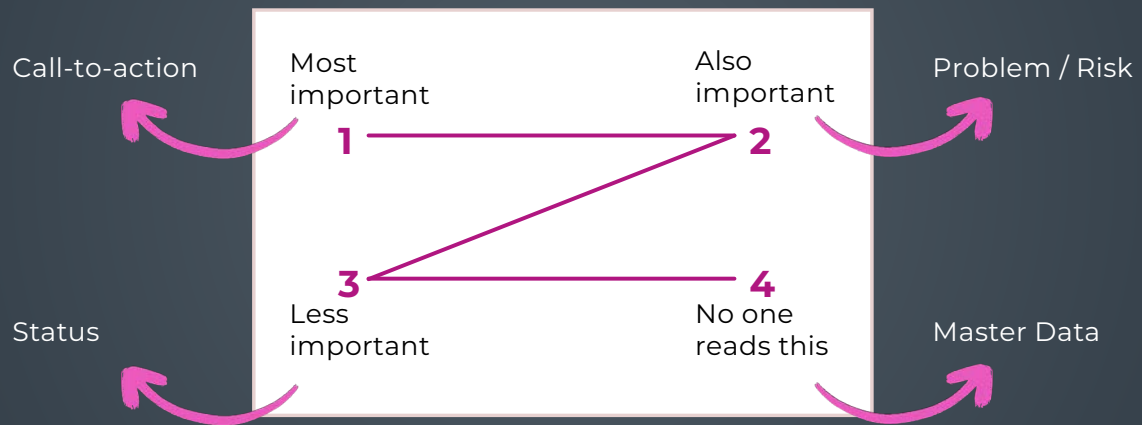 Call-to-action
Most
important
Also
important
Problem / Risk
1
2
3
4
Status
Less
important
No one
reads this
Master Data